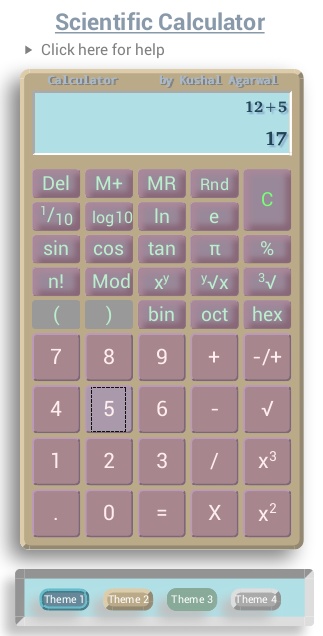 Scientific Calculator
Click here for help
Calculator by Kushal Agarwal
12+5
17
Del M+ MR Rnd C
1/10 log10 ln e
sin cos tan π %
n! Mod xʸ ʸ√x ³√
( ) bin oct hex
7 8 9 + -/+
4 5 6 - √
1 2 3 / x³
. 0 = X x²
Theme 1 Theme 2 Theme 3 Theme 4